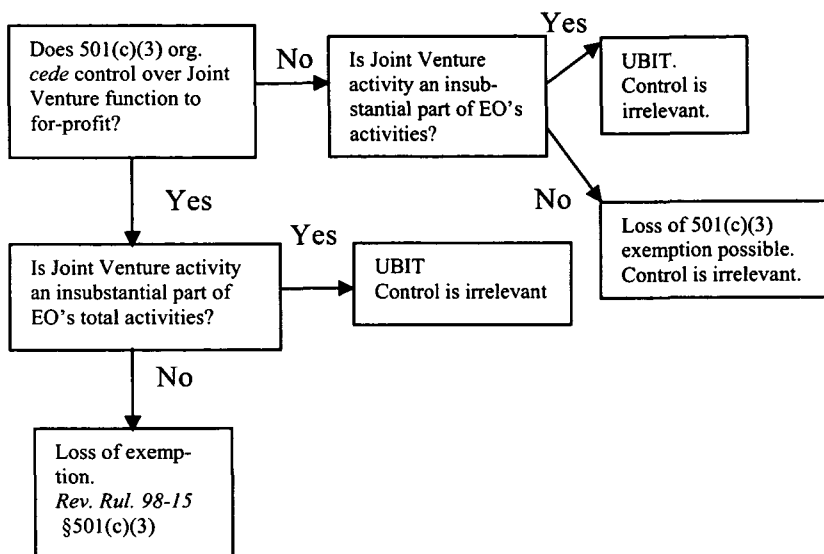 Does 501(c)(3) org.
cede control over Joint
Venture function to
for-profit?
No
Is Joint Venture
activity an insub-
stantial part of EO's
activities?
Yes
UBIT.
Control is
irrelevant.
No
Loss of 501(c)(3)
exemption possible.
Control is irrelevant.
Yes
Is Joint Venture activity
an insubstantial part of
EO's total activities?
Yes
UBIT
Control is irrelevant
No
Loss of exemp-
tion.
Rev. Rul. 98-15
§501(c)(3)